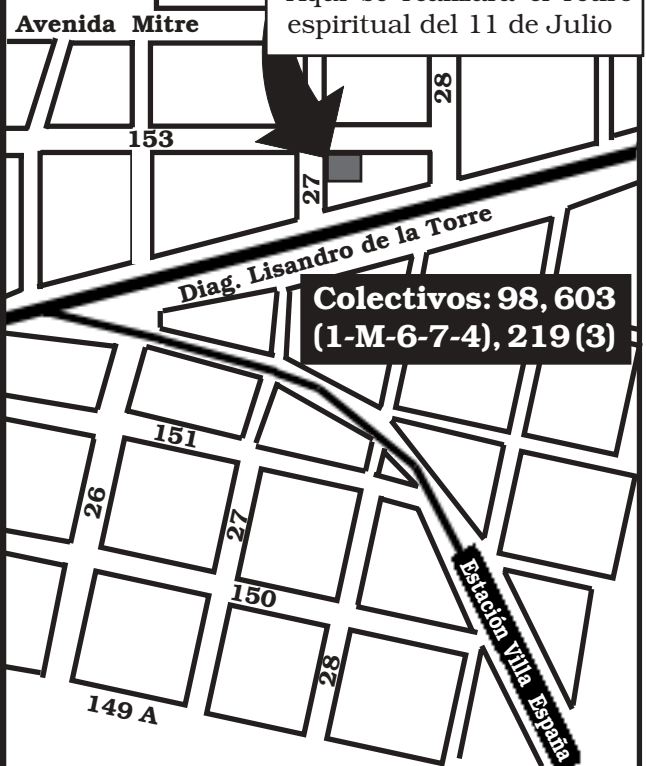 espiritual del 11 de Julio
Avenida Mitre
28
153
27
Diag. Lisandro de la Torre
Colectivos: 98, 603
(1-M-6-7-4), 219 (3)
151
26
27
150
28
149 A
Estación Villa España